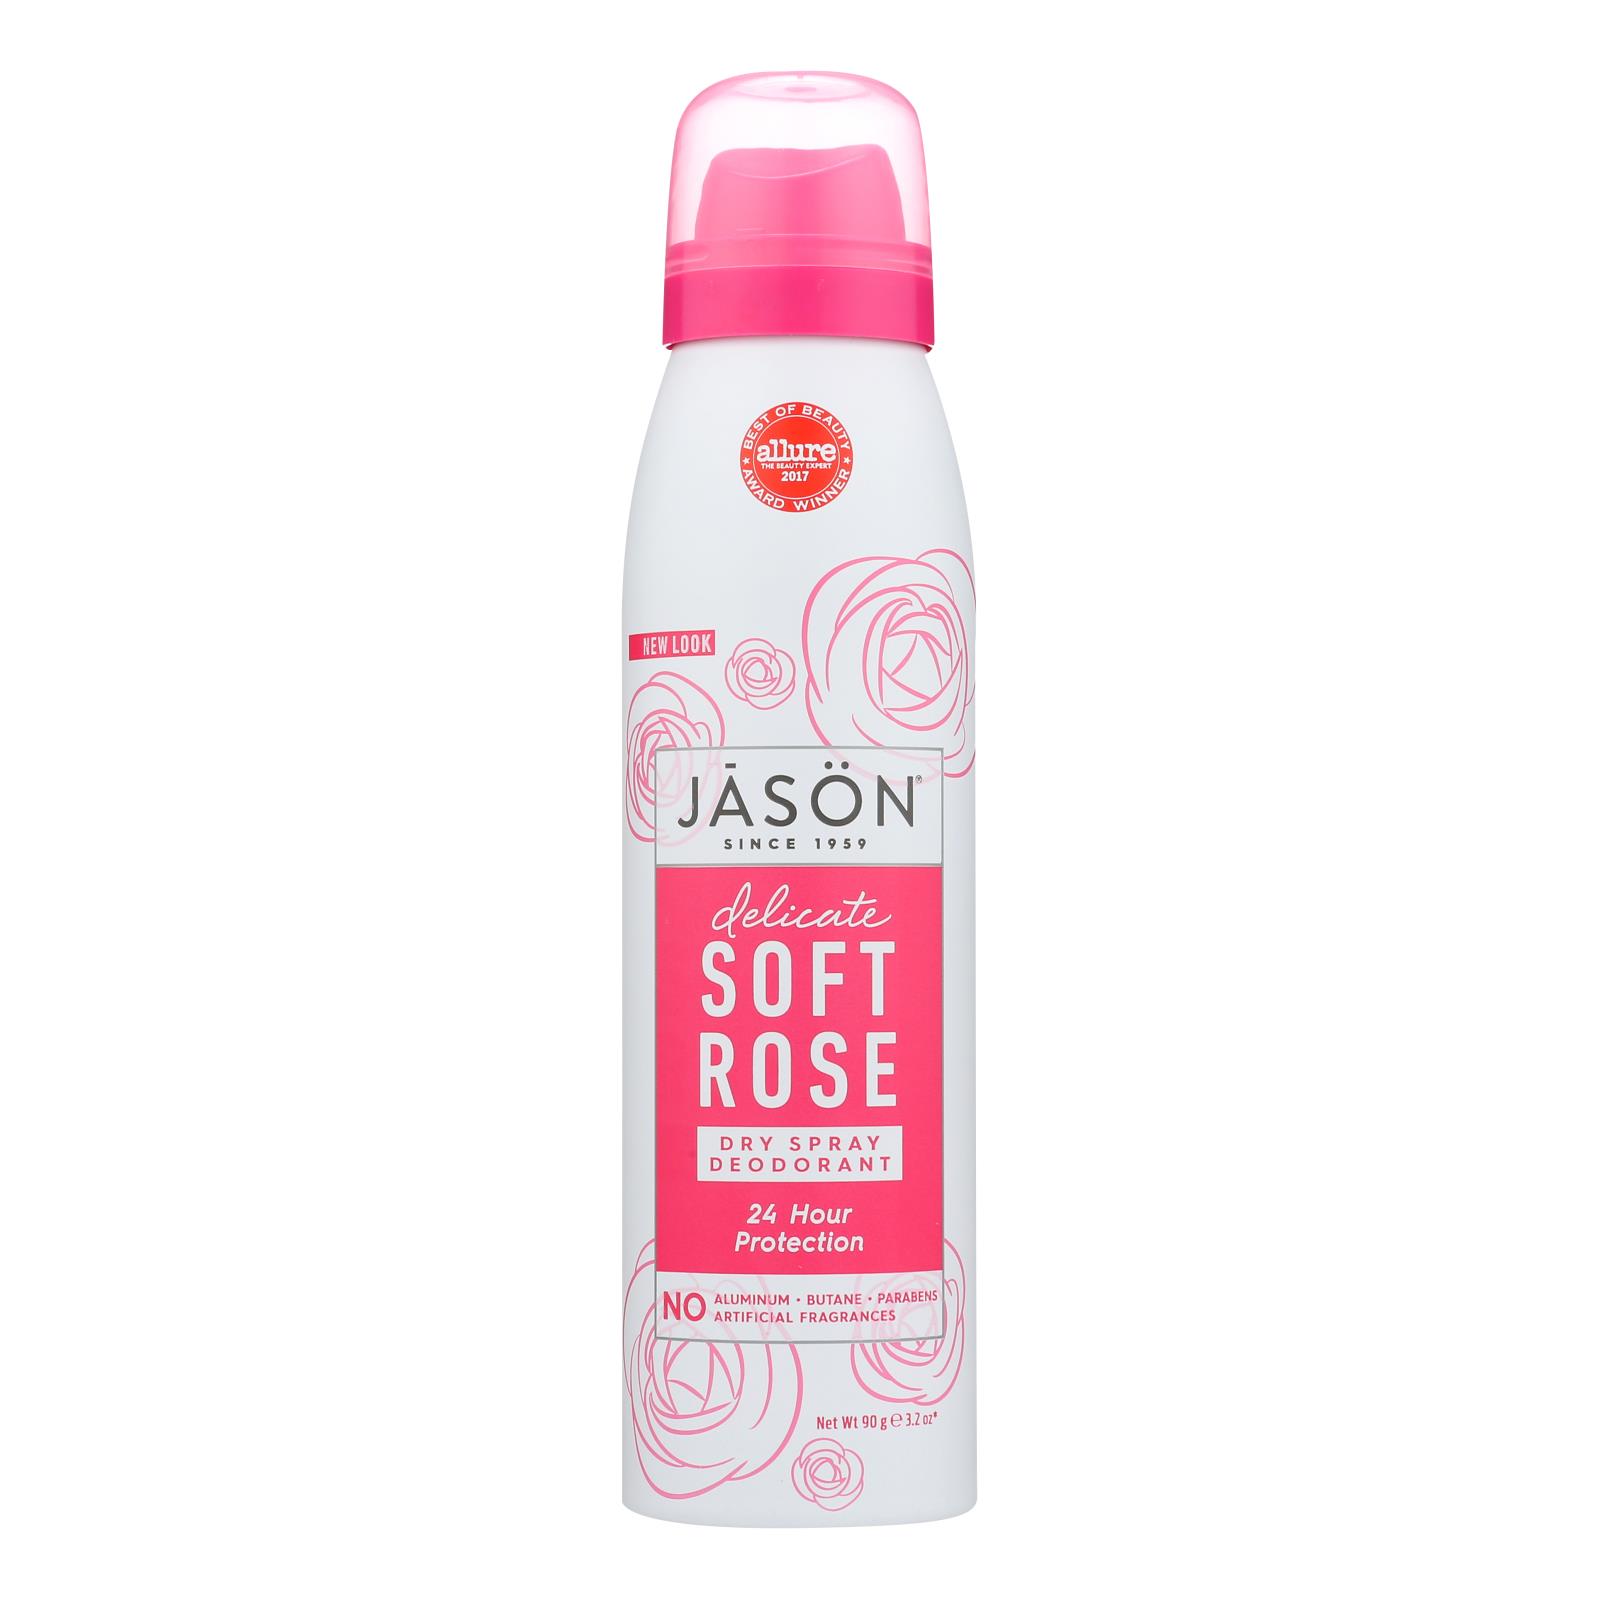 BEST OF BEAUTY
allure
THE BEAUTY EXPERT
2017
AWARD WINNER
NEW LOOK
JĀSÖN®
SINCE 1959
delicate
SOFT
ROSE
DRY SPRAY
DEODORANT
24 Hour
Protection
NO ALUMINUM • BUTANE • PARABENS
ARTIFICIAL FRAGRANCES
Net Wt 90 g ℮ 3.2 oz*